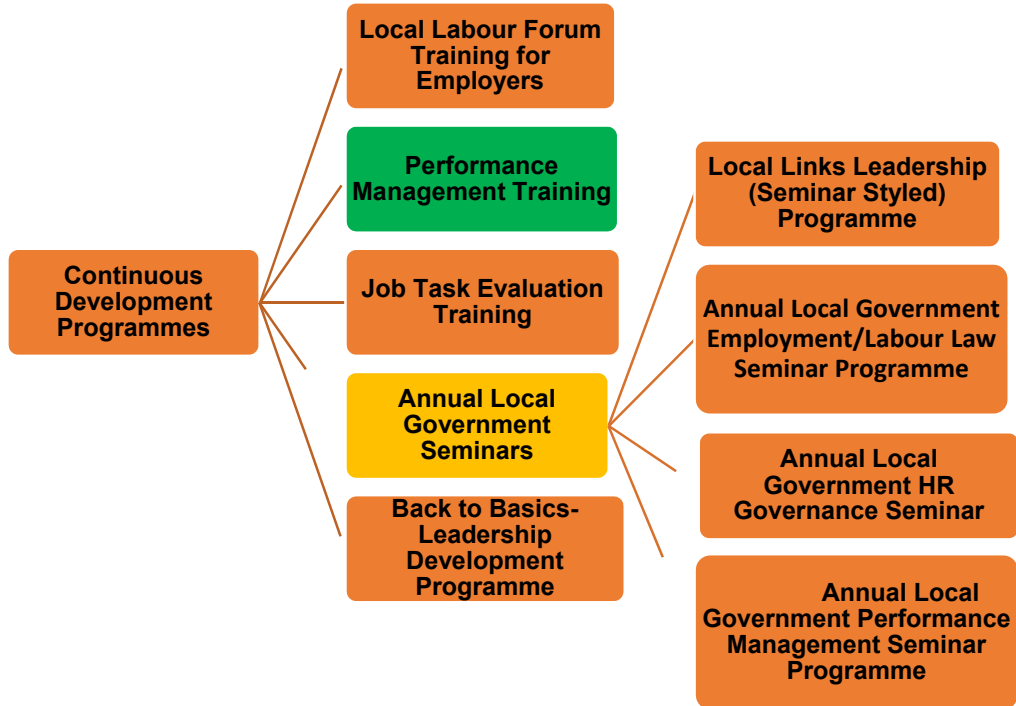 Continuous
Development
Programmes
Local Labour Forum
Training for
Employers
Performance
Management Training
Job Task Evaluation
Training
Annual Local
Government
Seminars
Back to Basics-
Leadership
Development
Programme
Local Links Leadership
(Seminar Styled)
Programme
Annual Local Government
Employment/Labour Law
Seminar Programme
Annual Local
Government HR
Governance Seminar
Annual Local
Government Performance
Management Seminar
Programme